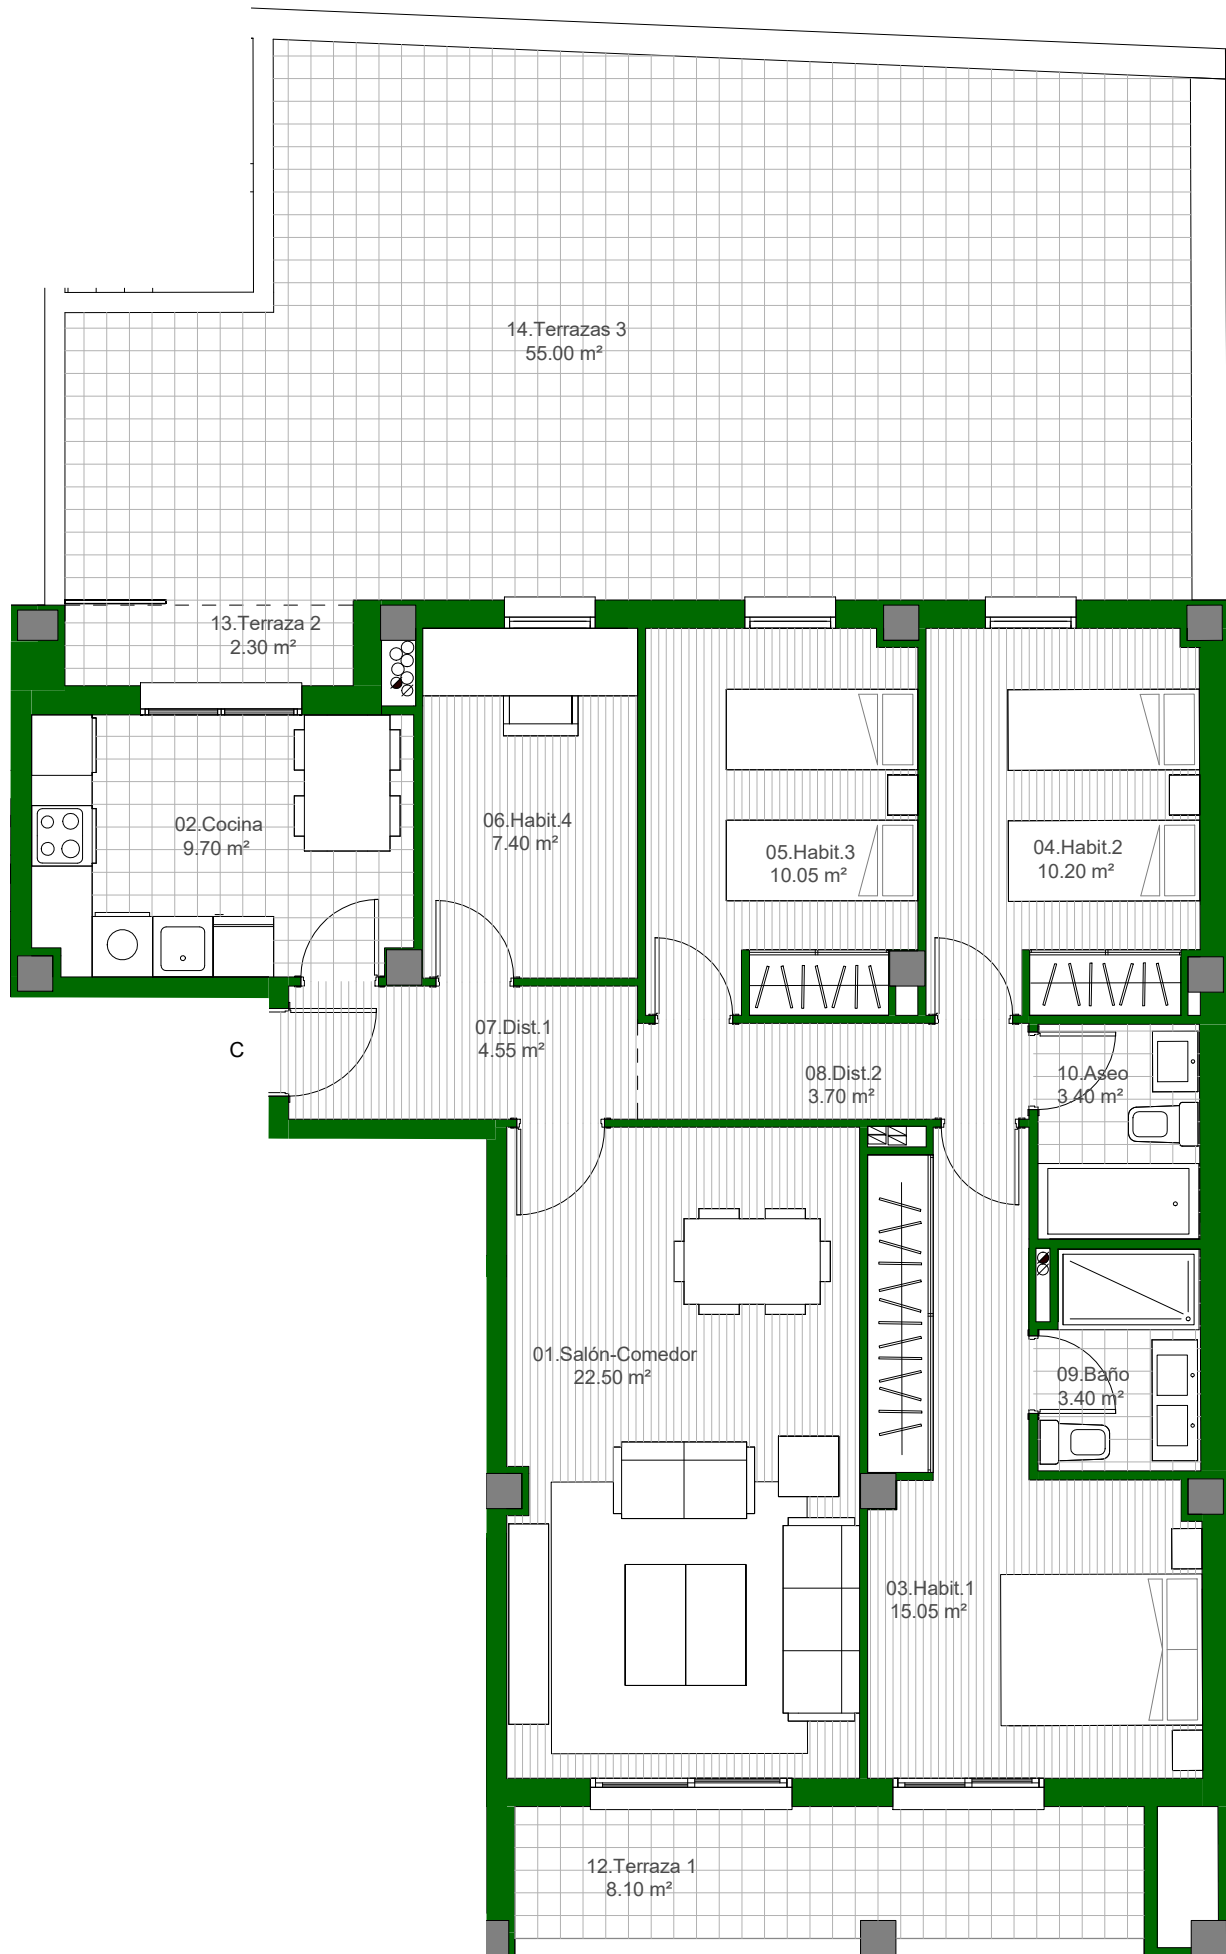 14.Terrazas 3
55.00 m²
13.Terraza 2
2.30 m²
02.Cocina
9.70 m²
06.Habit.4
7.40 m²
05.Habit.3
10.05 m²
04.Habit.2
10.20 m²
C
07.Dist.1
4.55 m²
08.Dist.2
3.70 m²
10.Aseo
3.40 m²
01.Salón-Comedor
22.50 m²
09.Baño
3.40 m²
03.Habit.1
15.05 m²
12.Terraza 1
8.10 m²